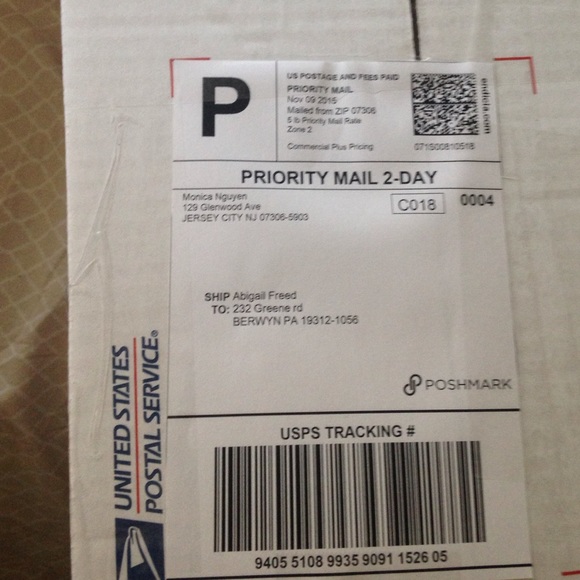 P
US POSTAGE AND FEES PAID
PRIORITY MAIL
Nov 09 2015
Mailed from ZIP 07306
5 lb Priority Mail Rate
Zone 2
Commercial Plus Pricing
071S00810518
endicia.com
PRIORITY MAIL 2-DAY
Monica Nguyen
129 Glenwood Ave
JERSEY CITY NJ 07306-5903
C018
0004
SHIP Abigail Freed
TO: 232 Greene rd
BERWYN PA 19312-1056
POSHMARK
UNITED STATES
POSTAL SERVICE®
USPS TRACKING #
9405 5108 9935 9091 1526 05